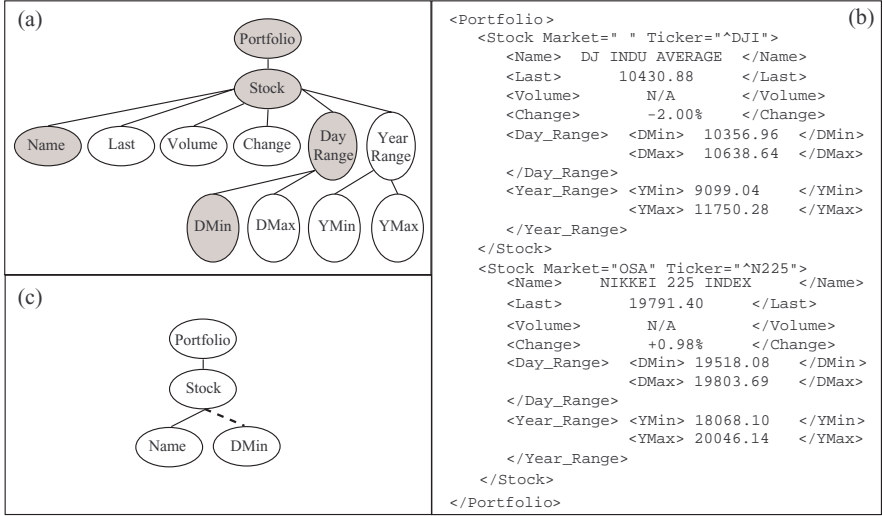 (a)
Portfolio
Stock
Name Last Volume Change Day Range Year Range
DMin DMax YMin YMax
(c)
Portfolio
Stock
Name DMin
(b)
<Portfolio>
<Stock Market=" " Ticker="^DJI">
<Name> DJ INDU AVERAGE </Name>
<Last> 10430.88 </Last>
<Volume> N/A </Volume>
<Change> -2.00% </Change>
<Day_Range> <DMin> 10356.96 </DMin>
<DMax> 10638.64 </DMax>
</Day_Range>
<Year_Range> <YMin> 9099.04 </YMin>
<YMax> 11750.28 </YMax>
</Year_Range>
</Stock>
<Stock Market="OSA" Ticker="^N225">
<Name> NIKKEI 225 INDEX </Name>
<Last> 19791.40 </Last>
<Volume> N/A </Volume>
<Change> +0.98% </Change>
<Day_Range> <DMin> 19518.08 </DMin>
<DMax> 19803.69 </DMax>
</Day_Range>
<Year_Range> <YMin> 18068.10 </YMin>
<YMax> 20046.14 </YMax>
</Year_Range>
</Stock>
</Portfolio>